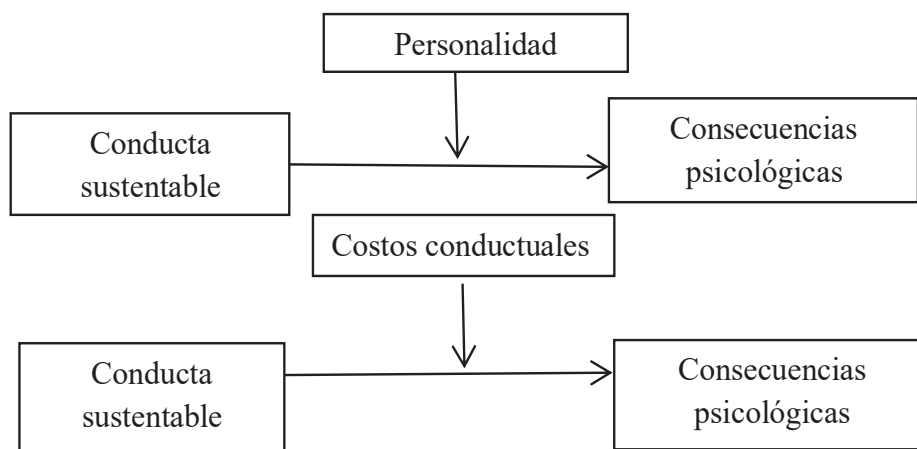 Personalidad
Conducta
sustentable
Consecuencias
psicológicas
Costos conductuales
Conducta
sustentable
Consecuencias
psicológicas